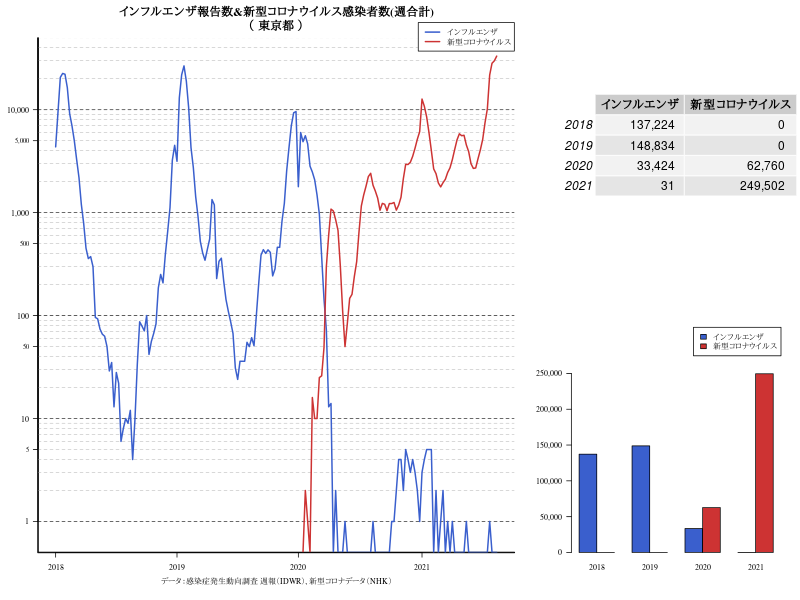 インフルエンザ報告数&新型コロナウイルス感染者数(週合計)
( 東京都 )
インフルエンザ
新型コロナウイルス
10,000
5,000
1,000
500
100
50
10
5
1
2018 2019 2020 2021
データ:感染症発生動向調査 週報(IDWR)、新型コロナデータ(NHK)
インフルエンザ 新型コロナウイルス
2018 137,224 0
2019 148,834 0
2020 33,424 62,760
2021 31 249,502
インフルエンザ
新型コロナウイルス
250,000
200,000
150,000
100,000
50,000
0
2018 2019 2020 2021